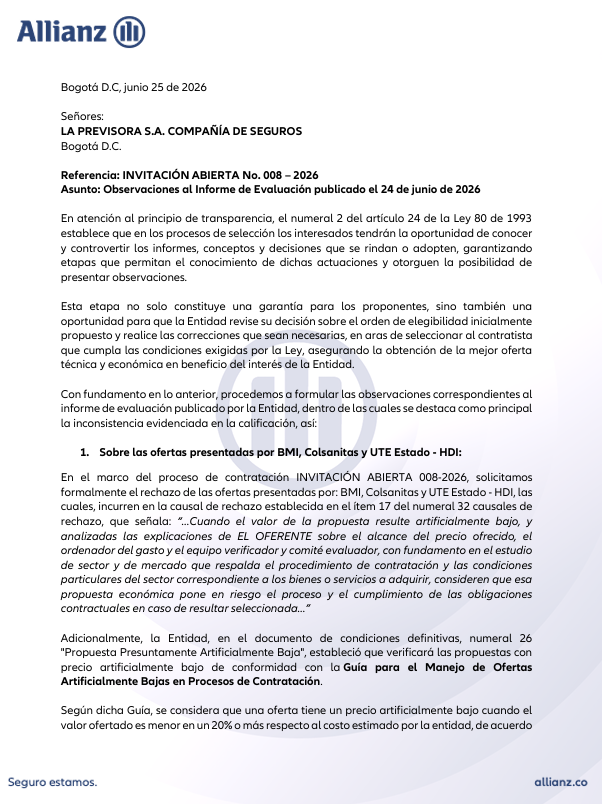 Allianz
Bogotá D.C, junio 25 de 2026
Señores:
LA PREVISORA S.A. COMPAÑÍA DE SEGUROS
Bogotá D.C.
Referencia: INVITACIÓN ABIERTA No. 008 – 2026
Asunto: Observaciones al Informe de Evaluación publicado el 24 de junio de 2026
En atención al principio de transparencia, el numeral 2 del artículo 24 de la Ley 80 de 1993
establece que en los procesos de selección los interesados tendrán la oportunidad de conocer
y controvertir los informes, conceptos y decisiones que se rindan o adopten, garantizando
etapas que permitan el conocimiento de dichas actuaciones y otorguen la posibilidad de
presentar observaciones.
Esta etapa no solo constituye una garantía para los proponentes, sino también una
oportunidad para que la Entidad revise su decisión sobre el orden de elegibilidad inicialmente
propuesto y realice las correcciones que sean necesarias, en aras de seleccionar al contratista
que cumpla las condiciones exigidas por la Ley, asegurando la obtención de la mejor oferta
técnica y económica en beneficio del interés de la Entidad.
Con fundamento en lo anterior, procedemos a formular las observaciones correspondientes al
informe de evaluación publicado por la Entidad, dentro de las cuales se destaca como principal
la inconsistencia evidenciada en la calificación, así:
1. Sobre las ofertas presentadas por BMI, Colsanitas y UTE Estado - HDI:
En el marco del proceso de contratación INVITACIÓN ABIERTA 008-2026, solicitamos
formalmente el rechazo de las ofertas presentadas por: BMI, Colsanitas y UTE Estado - HDI, las
cuales, incurren en la causal de rechazo establecida en el ítem 17 del numeral 32 causales de
rechazo, que señala: “...Cuando el valor de la propuesta resulte artificialmente bajo, y
analizadas las explicaciones de EL OFERENTE sobre el alcance del precio ofrecido, el
ordenador del gasto y el equipo verificador y comité evaluador, con fundamento en el estudio
de sector y de mercado que respalda el procedimiento de contratación y las condiciones
particulares del sector correspondiente a los bienes o servicios a adquirir, consideren que esa
propuesta económica pone en riesgo el proceso y el cumplimiento de las obligaciones
contractuales en caso de resultar seleccionada...”
Adicionalmente, la Entidad, en el documento de condiciones definitivas, numeral 26
"Propuesta Presuntamente Artificialmente Baja", estableció que verificará las propuestas con
precio artificialmente bajo de conformidad con la Guía para el Manejo de Ofertas
Artificialmente Bajas en Procesos de Contratación.
Según dicha Guía, se considera que una oferta tiene un precio artificialmente bajo cuando el
valor ofertado es menor en un 20% o más respecto al costo estimado por la entidad, de acuerdo
Seguro estamos.
allianz.co